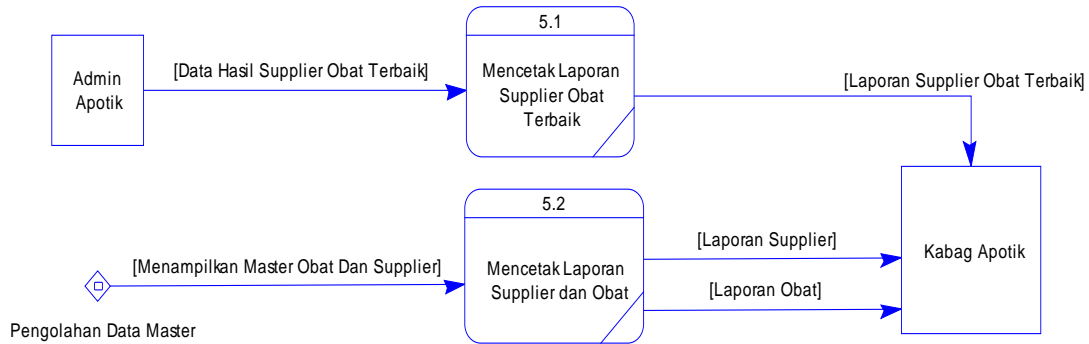 5.1
Admin
Apotik
[Data Hasil Supplier Obat Terbaik]
Mencetak Laporan
Supplier Obat
Terbaik
[Laporan Supplier Obat Terbaik]
5.2
[Menampilkan Master Obat Dan Supplier]
Mencetak Laporan
Supplier dan Obat
[Laporan Supplier]
[Laporan Obat]
Kabag Apotik
Pengolahan Data Master